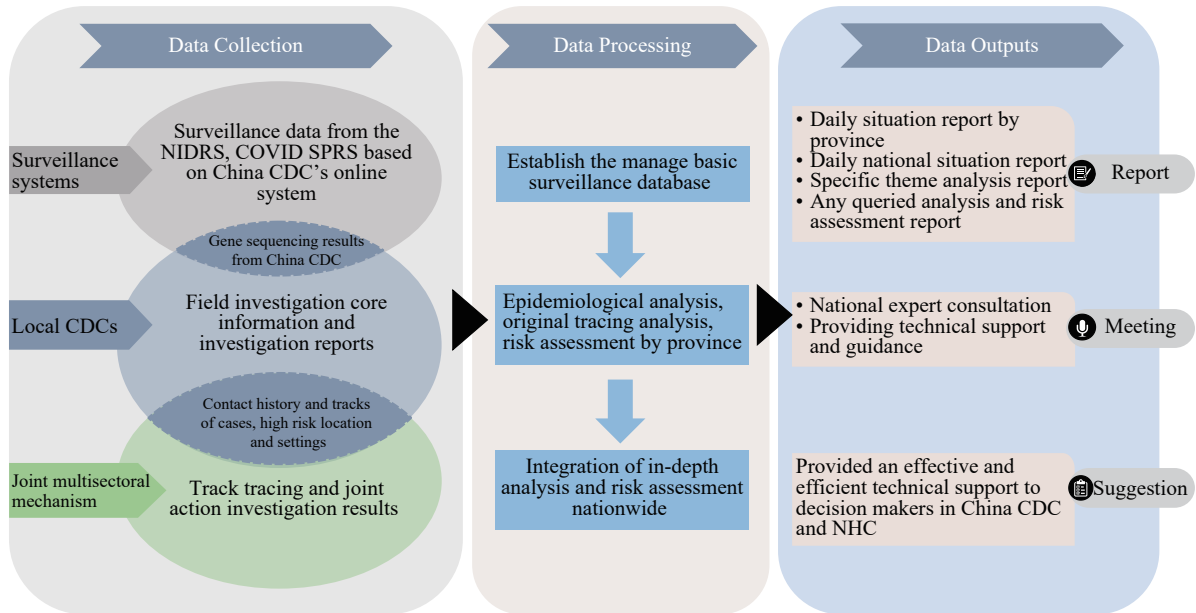 Data Collection
Surveillance
systems
Surveillance data from the
NIDRS, COVID SPRS based
on China CDC's online
system
Gene sequencing results
from China CDC
Local CDCs
Field investigation core
information and
investigation reports
Contact history and tracks
of cases, high risk location
and settings
Joint multisectoral
mechanism
Track tracing and joint
action investigation results
Data Processing
Establish the manage basic
surveillance database
Epidemiological analysis,
original tracing analysis,
risk assessment by province
Integration of in-depth
analysis and risk assessment
nationwide
Data Outputs
• Daily situation report by
province
• Daily national situation report
• Specific theme analysis report
• Any queried analysis and risk
assessment report
Report
• National expert consultation
• Providing technical support
and guidance
Meeting
Provided an effective and
efficient technical support to
decision makers in China CDC
and NHC
Suggestion